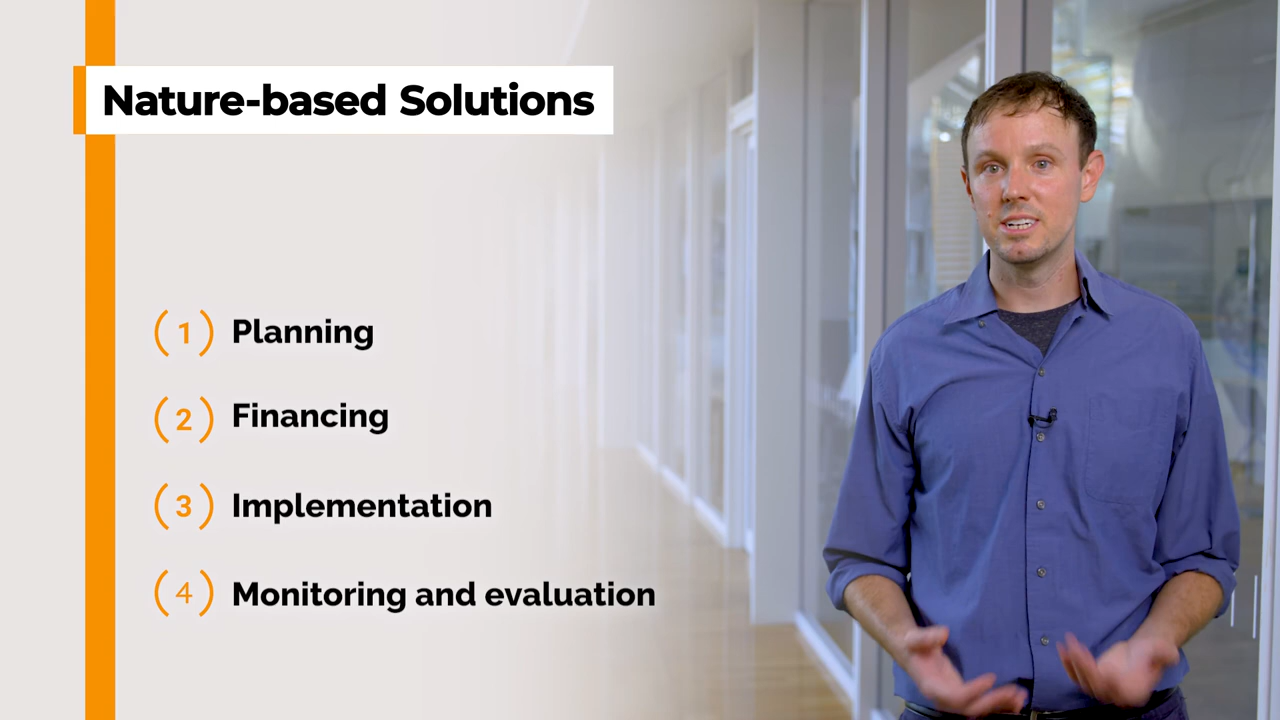 Nature-based Solutions
(1) Planning
(2) Financing
(3) Implementation
(4) Monitoring and evaluation